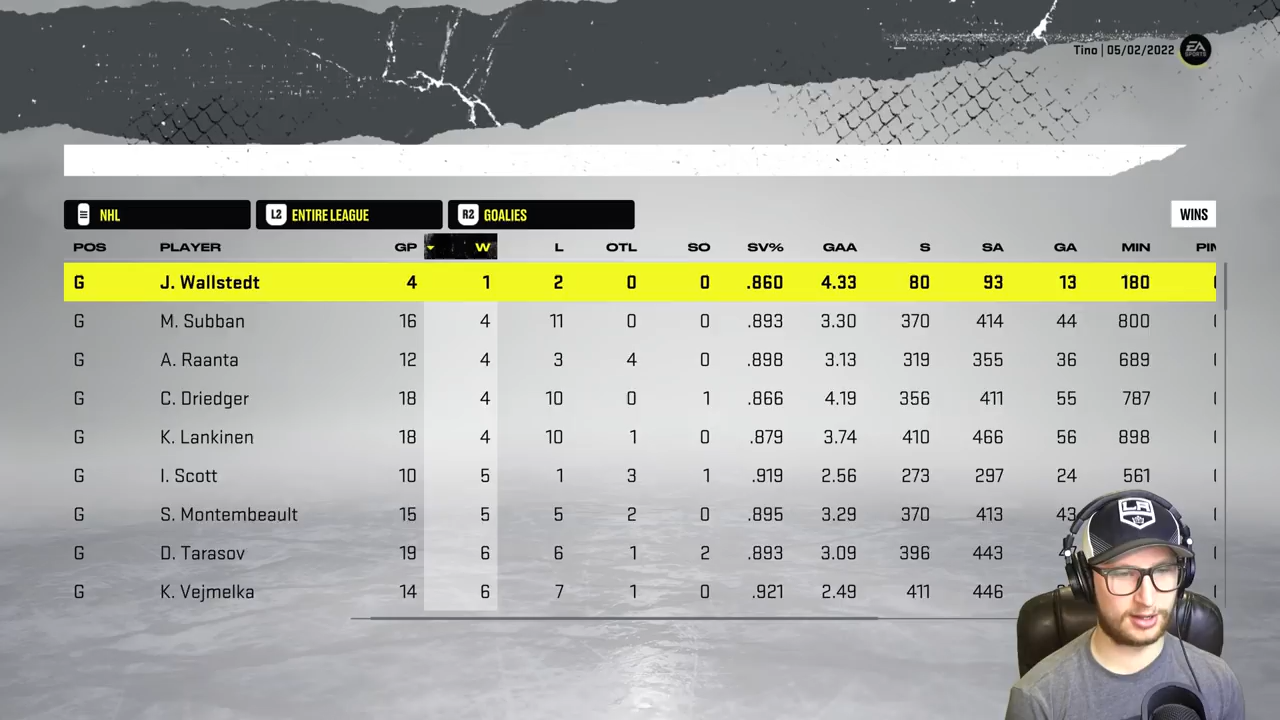 Tino | 05/02/2022 EA SPORTS
NHL L2 ENTIRE LEAGUE R2 GOALIES WINS
POS PLAYER GP W L OTL SO SV% GAA S SA GA MIN
G J. Wallstedt 4 1 2 0 0 .860 4.33 80 93 13 180
G M. Subban 16 4 11 0 0 .893 3.30 370 414 44 800
G A. Raanta 12 4 3 4 0 .898 3.13 319 355 36 689
G C. Driedger 18 4 10 0 1 .866 4.19 356 411 55 787
G K. Lankinen 18 4 10 1 0 .879 3.74 410 466 56 898
G I. Scott 10 5 1 3 1 .919 2.56 273 297 24 561
G S. Montembeault 15 5 5 2 0 .895 3.29 370 413 43
G D. Tarasov 19 6 6 1 2 .893 3.09 396 443
G K. Vejmelka 14 6 7 1 0 .921 2.49 411 446
LA